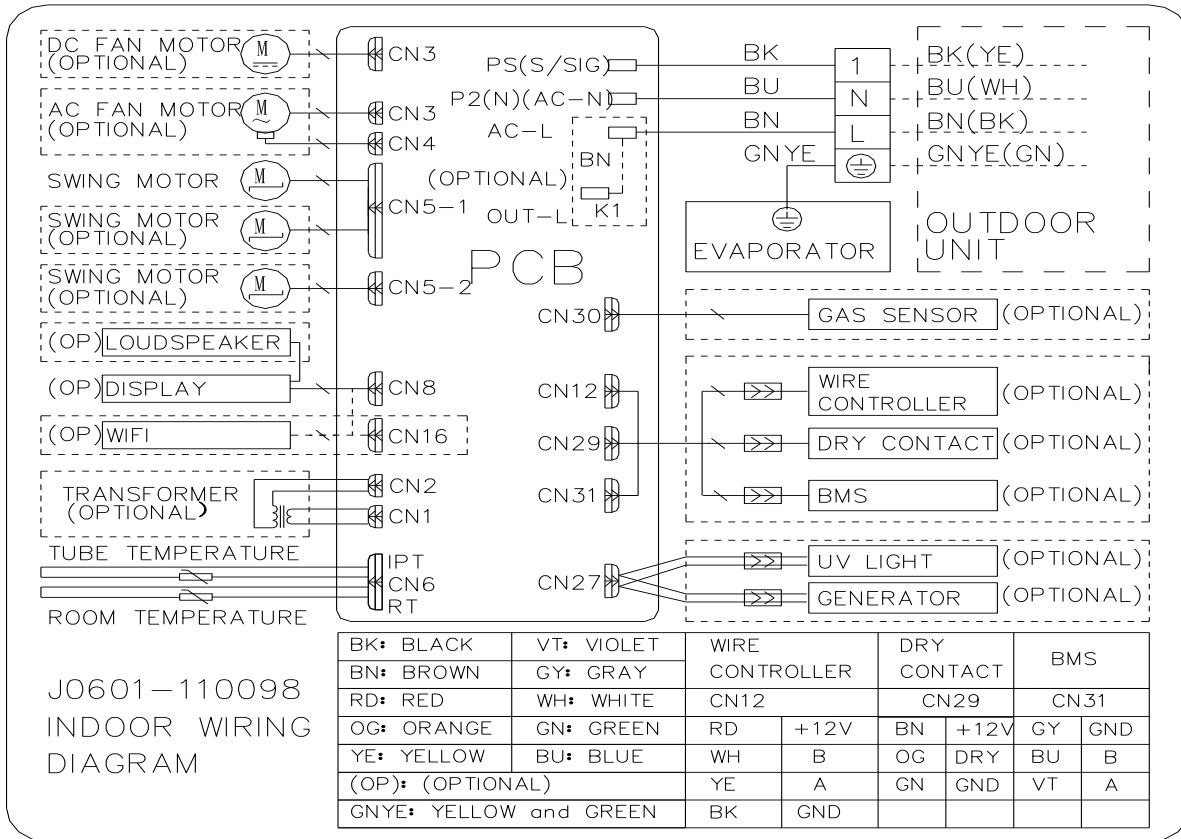 DC FAN MOTOR
(OPTIONAL)
M
CN3
AC FAN MOTOR
(OPTIONAL)
M
~
CN3
CN4
SWING MOTOR
M
SWING MOTOR
(OPTIONAL)
M
CN5-1
SWING MOTOR
(OPTIONAL)
M
CN5-2
(OP) LOUDSPEAKER
(OP) DISPLAY
CN8
(OP) WIFI
CN16
TRANSFORMER
(OPTIONAL)
CN2
CN1
TUBE TEMPERATURE
IPT
CN6
RT
ROOM TEMPERATURE
PS(S/SIG)
P2(N)(AC-N)
AC-L
BN
(OPTIONAL)
K1
OUT-L
PCB
CN30
CN12
CN29
CN31
CN27
BK 1 BK(YE)
BU N BU(WH)
BN L BN(BK)
GNYE GNYE(GN)
EVAPORATOR
OUTDOOR
UNIT
GAS SENSOR (OPTIONAL)
WIRE
CONTROLLER (OPTIONAL)
DRY CONTACT (OPTIONAL)
BMS (OPTIONAL)
UV LIGHT (OPTIONAL)
GENERATOR (OPTIONAL)
J0601-110098
INDOOR WIRING
DIAGRAM
BK: BLACK VT: VIOLET
BN: BROWN GY: GRAY
RD: RED WH: WHITE
OG: ORANGE GN: GREEN
YE: YELLOW BU: BLUE
(OP): (OPTIONAL)
GNYE: YELLOW and GREEN
WIRE
CONTROLLER
DRY
CONTACT
BMS
CN12 CN29 CN31
RD +12V BN +12V GY GND
WH B OG DRY BU B
YE A GN GND VT A
BK GND